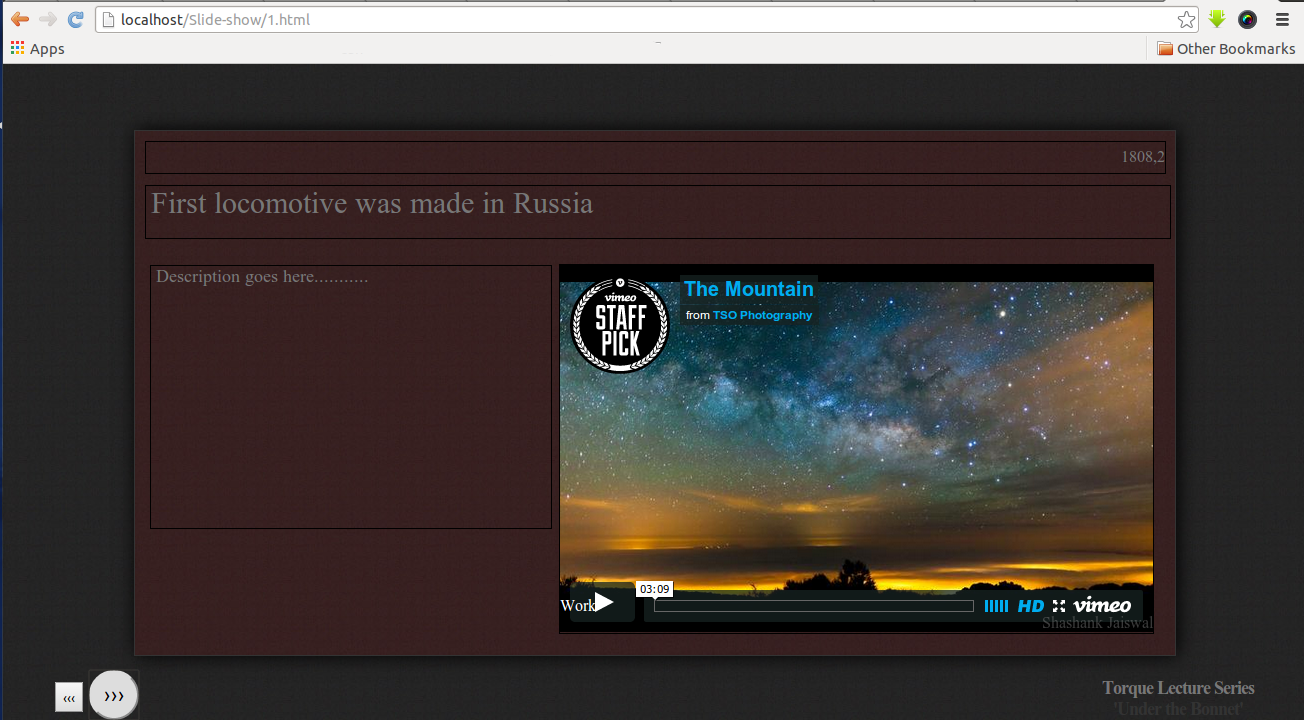 localhost/Slide-show/1.html
Apps
Other Bookmarks
1808,2
First locomotive was made in Russia
Description goes here...........
vimeo
STAFF
PICK
The Mountain
from TSO Photography
03:09
Work
HD
vimeo
Shashank Jaiswal
‹‹‹
›››
Torque Lecture Series
'Under the Bonnet'